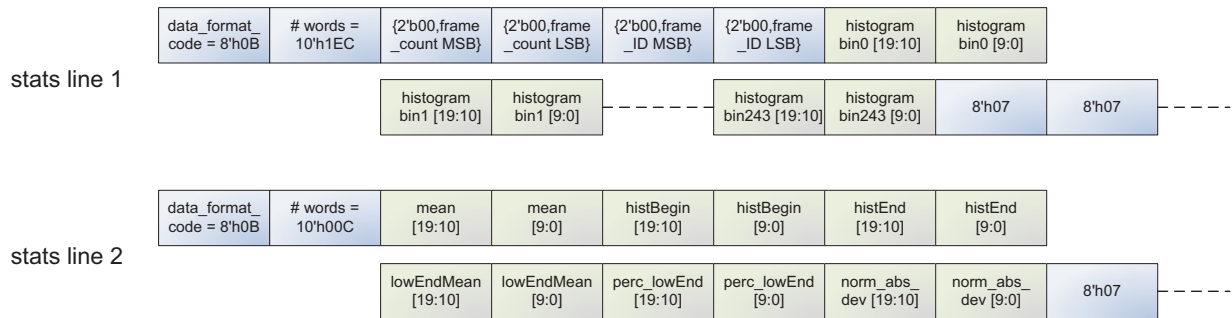 stats line 1
data_format_
code = 8'h0B
# words =
10'h1EC
{2'b00,frame
_count MSB}
{2'b00,frame
_count LSB}
{2'b00,frame
_ID MSB}
{2'b00,frame
_ID LSB}
histogram
bin0 [19:10]
histogram
bin0 [9:0]
histogram
bin1 [19:10]
histogram
bin1 [9:0]
histogram
bin243 [19:10]
histogram
bin243 [9:0]
8'h07
8'h07
stats line 2
data_format_
code = 8'h0B
# words =
10'h00C
mean
[19:10]
mean
[9:0]
histBegin
[19:10]
histBegin
[9:0]
histEnd
[19:10]
histEnd
[9:0]
lowEndMean
[19:10]
lowEndMean
[9:0]
perc_lowEnd
[19:10]
perc_lowEnd
[9:0]
norm_abs_
dev [19:10]
norm_abs_
dev [9:0]
8'h07